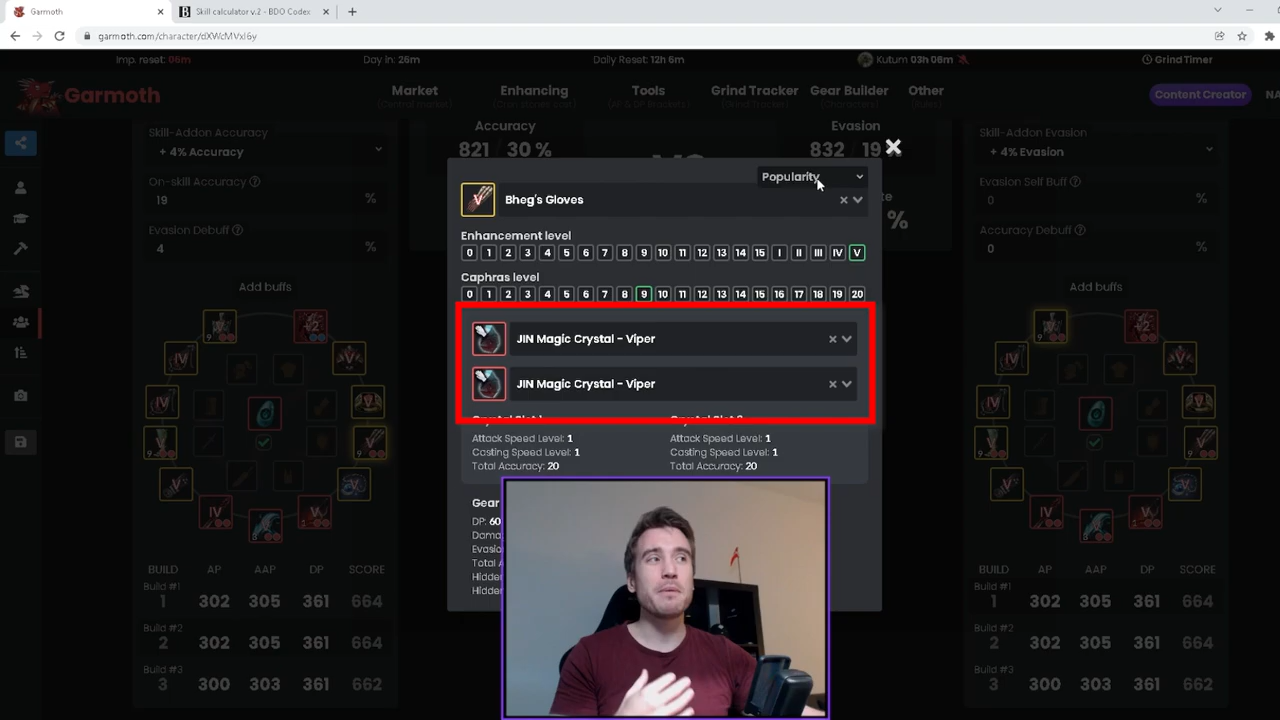 Garmoth
Skill calculator v.2 - BDO Codex
garmoth.com/character/dXWcMVxI6y
Imp. reset: 06m
Day in: 26m
Daily Reset: 12h 6m
Kutum 03h 06m
Grind Timer
Garmoth
Market
Enhancing
Tools
Grind Tracker
Gear Builder
Other
Content Creator
NA
Skill-Addon Accuracy
+ 4% Accuracy
On-skill Accuracy
19 %
Evasion Debuff
4 %
Add buffs
Accuracy
821 / 30 %
Evasion
832 / 19 %
Popularity
Bheg's Gloves
Enhancement level
0 1 2 3 4 5 6 7 8 9 10 11 12 13 14 15 I II III IV V
Caphras level
0 1 2 3 4 5 6 7 8 9 10 11 12 13 14 15 16 17 18 19 20
JIN Magic Crystal - Viper
JIN Magic Crystal - Viper
Attack Speed Level: 1
Casting Speed Level: 1
Total Accuracy: 20
Attack Speed Level: 1
Casting Speed Level: 1
Total Accuracy: 20
Gear
DP: 60
Dama
Evasio
Total A
Hidde
Hidde
%
Skill-Addon Evasion
+ 4% Evasion
Evasion Self Buff
0 %
Accuracy Debuff
0 %
Add buffs
BUILD AP AAP DP SCORE
Build #1
1 302 305 361 664
Build #2
2 302 305 361 664
Build #3
3 300 303 361 662
BUILD AP AAP DP SCORE
Build #1
1 302 305 361 664
Build #2
2 302 305 361 664
Build #3
3 300 303 361 662